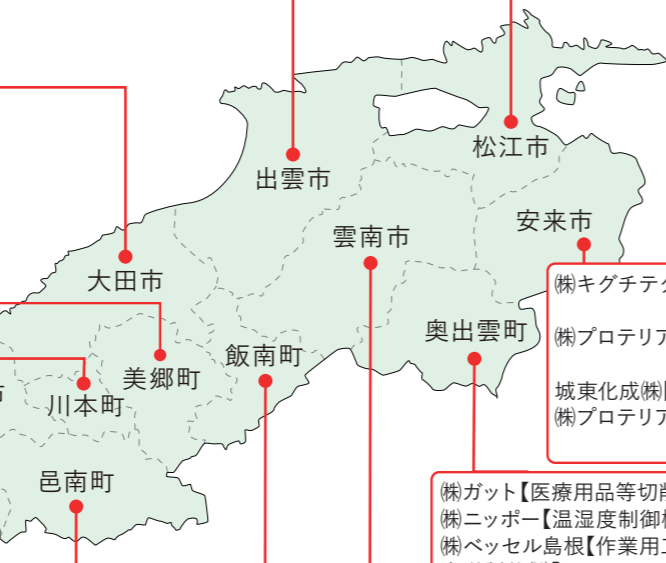 松江市
出雲市
安来市
雲南市
大田市
㈱キグチテク
奥出雲町
㈱プロテリア
飯南町
美郷町
城東化成㈱
川本町
㈱プロテリア
邑南町
㈱ガット【医療用品等切削
㈱ニッポー【温湿度制御機
㈱ベッセル島根【作業用工